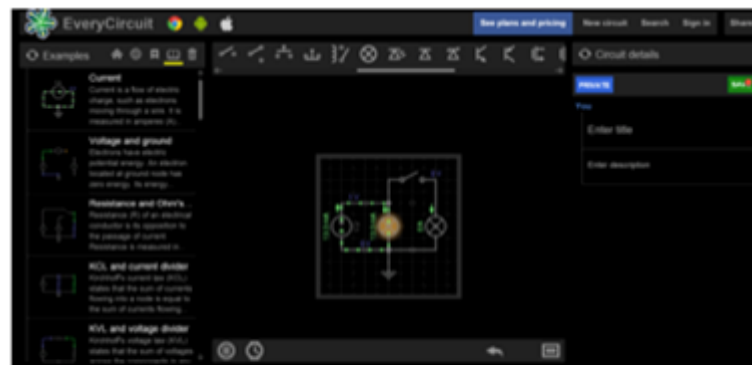 EveryCircuit
See plans and pricing
New circuit
Search
Sign in
Share
Examples
Circuit details
Current
Current is a flow of electric
charge, such as electrons
moving through a wire. It is
measured in amperes (A).
Voltage and ground
Electrons have electric
potential energy. An electron
located at ground node has
zero energy. Its energy...
Resistance and Ohm's...
Resistance (R) of an electrical
conductor is its opposition to
the passage of current.
Resistance is measured in
KCL and current divider
Kirchhoff's current law (KCL)
states that the sum of currents
flowing into a node is equal to
the sum of currents flowing...
KVL and voltage divider
Kirchhoff's voltage law (KVL)
states that the sum of voltages
PRIVATE
You
Enter title
Enter description